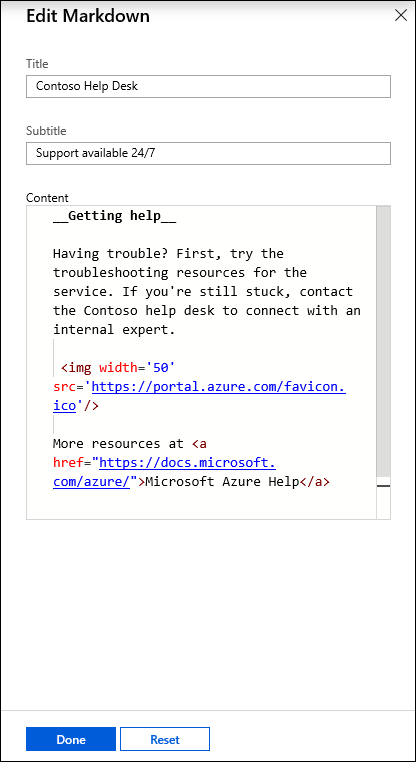 Edit Markdown
Title
Contoso Help Desk
Subtitle
Support available 24/7
Content
__Getting help__
Having trouble? First, try the
troubleshooting resources for the
service. If you're still stuck, contact
the Contoso help desk to connect with an
internal expert.
<img width='50'
src='https://portal.azure.com/favicon.
ico'/>
More resources at <a
href="https://docs.microsoft.
com/azure/">Microsoft Azure Help</a>
Done
Reset